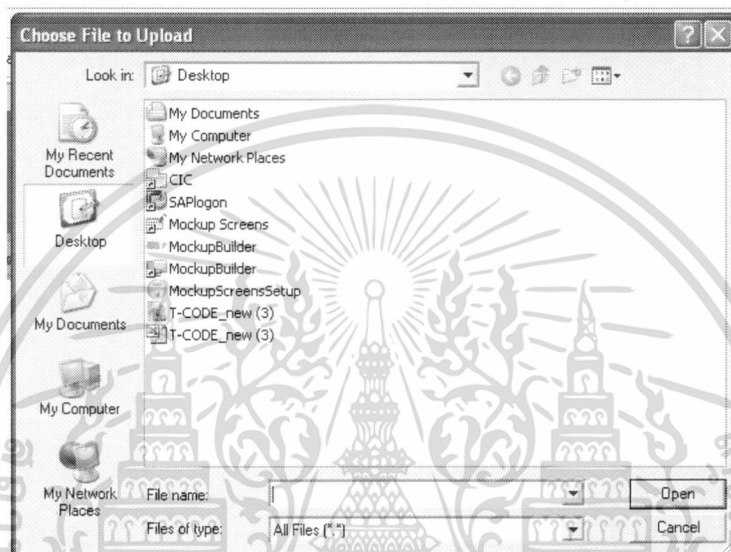 Choose File to Upload
Look in: Desktop
My Recent Documents
Desktop
My Documents
My Computer
My Network Places
My Documents
My Computer
My Network Places
CIC
SAPlogon
Mockup Screens
MockupBuilder
MockupBuilder
MockupScreensSetup
T-CODE_new (3)
T-CODE_new (3)
File name:
Open
Files of type: All Files (*.*)
Cancel